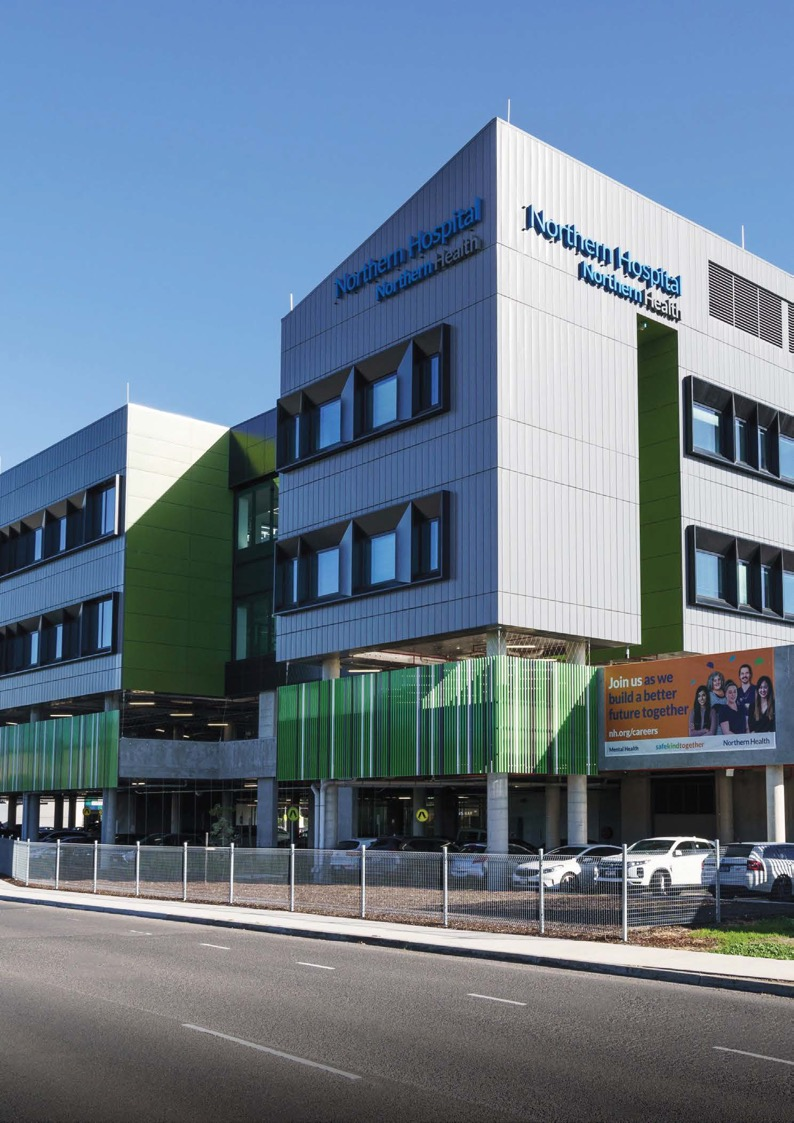 Northern Hospital
Northern Health
Northern Hospital
Northern Health
Join us as we
build a better
future together
nh.org/careers
Mental Health
safekindtogether
Northern Health